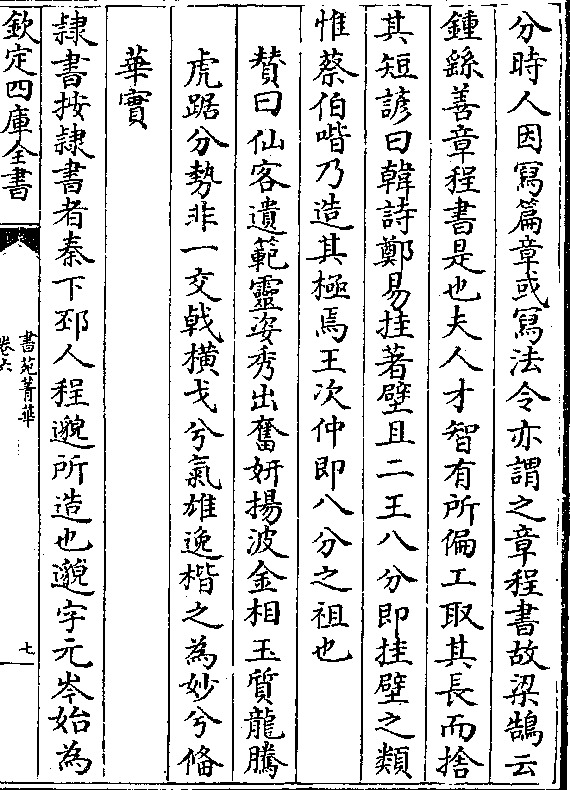 分時人因寫篇章或寫法令亦謂之章程書故梁鵠云
鍾繇善章程書是也夫人才智有所偏工取其長而捨
其短諺曰韓詩鄭易挂著壁且二王八分即挂壁之類
惟蔡伯喈乃造其極焉王次仲即八分之祖也
賛曰仙客遺範靈姿秀出奮妍揚波金相玉質龍騰
虎踞分勢非一交戟橫戈兮氣雄逸楷之為妙兮備
華實
隸書按隸書者秦下邳人程邈所造也邈字元岑始為
欽定四庫全書
書苑菁華
卷六
七